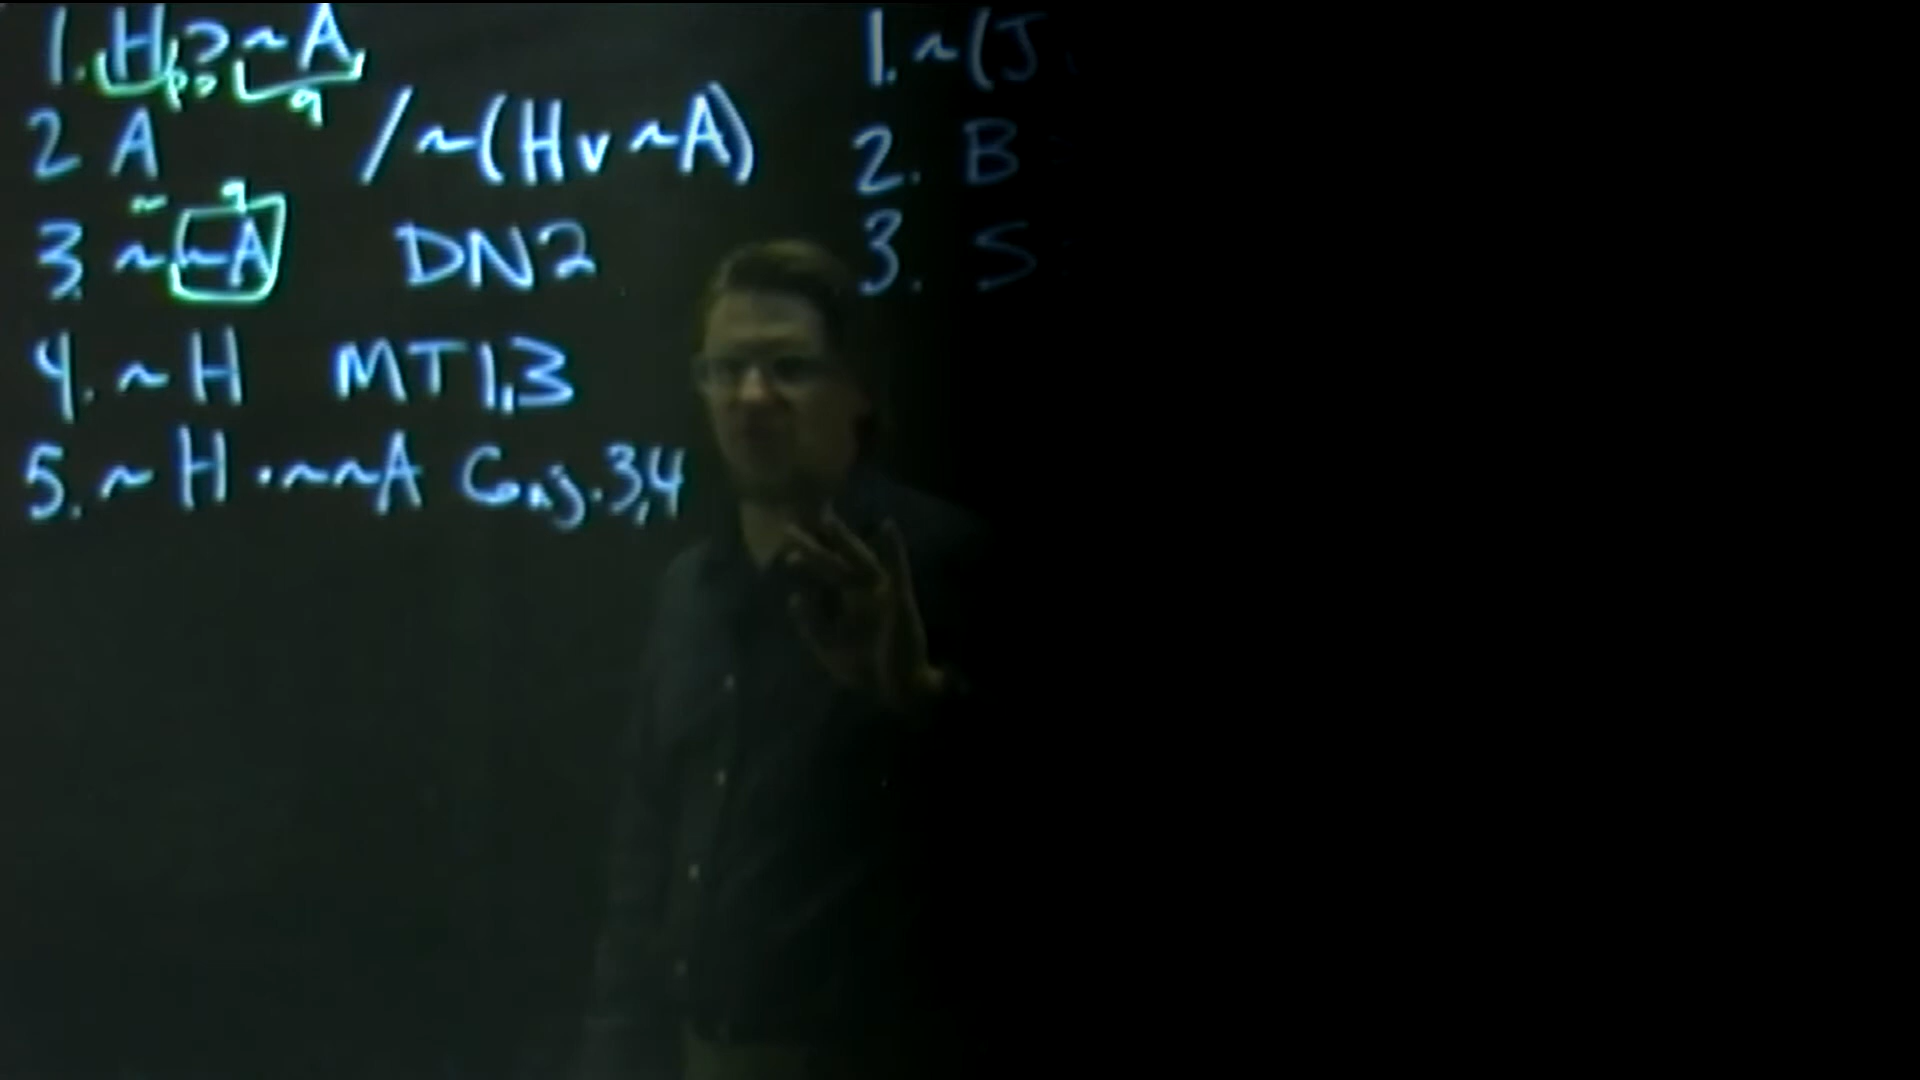 1. H ⊃ ~A
p ⊃ q
2 A / ~(H v ~A)
~ q
3. ~~A DN2
4. ~H MT1,3
5. ~H · ~~A Conj. 3,4
1. ~(J
2. B
3. S